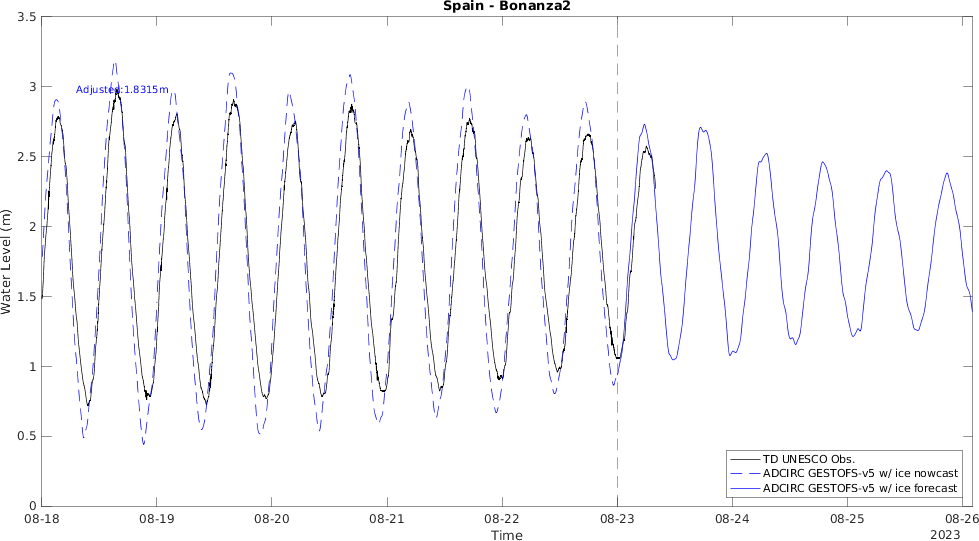 Spain - Bonanza2
Water Level (m)
3.5
3
2.5
2
1.5
1
0.5
0
Adjusted:1.8315m
TD UNESCO Obs.
ADCIRC GESTOFS-v5 w/ ice nowcast
ADCIRC GESTOFS-v5 w/ ice forecast
08-18 08-19 08-20 08-21 08-22 08-23 08-24 08-25 08-26
Time
2023